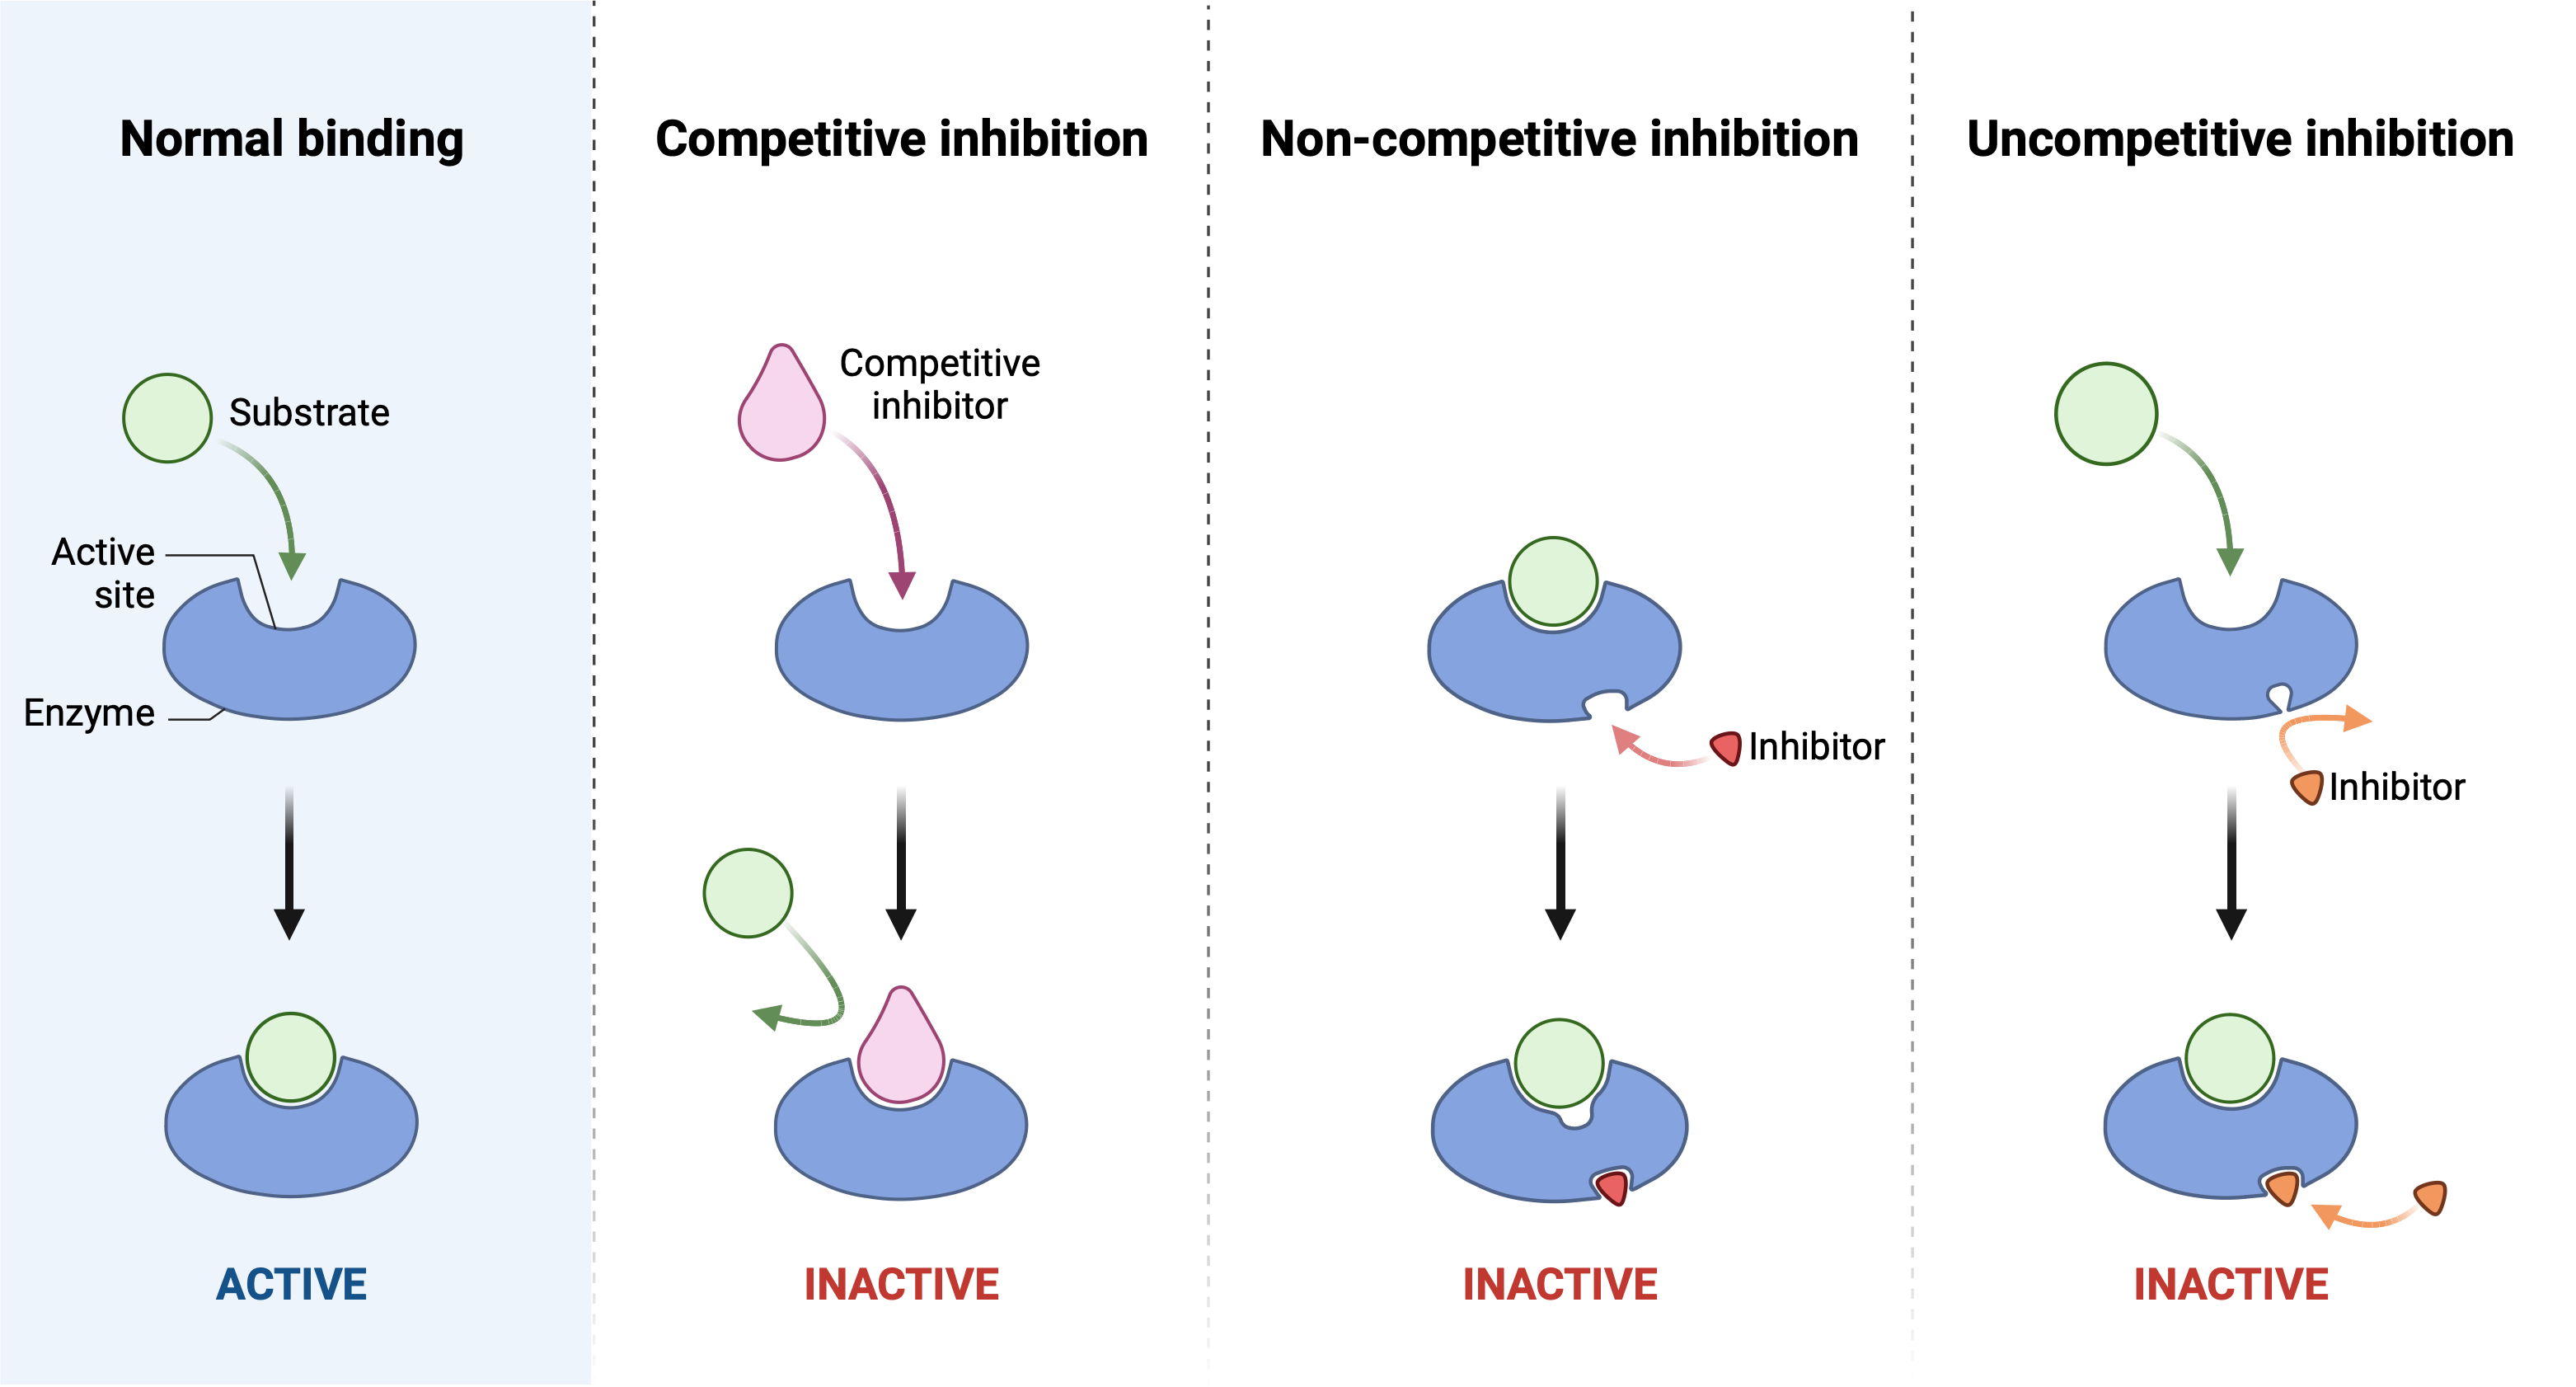 Normal binding
Substrate
Active
site
Enzyme
ACTIVE
Competitive inhibition
Competitive
inhibitor
INACTIVE
Non-competitive inhibition
Inhibitor
INACTIVE
Uncompetitive inhibition
Inhibitor
INACTIVE